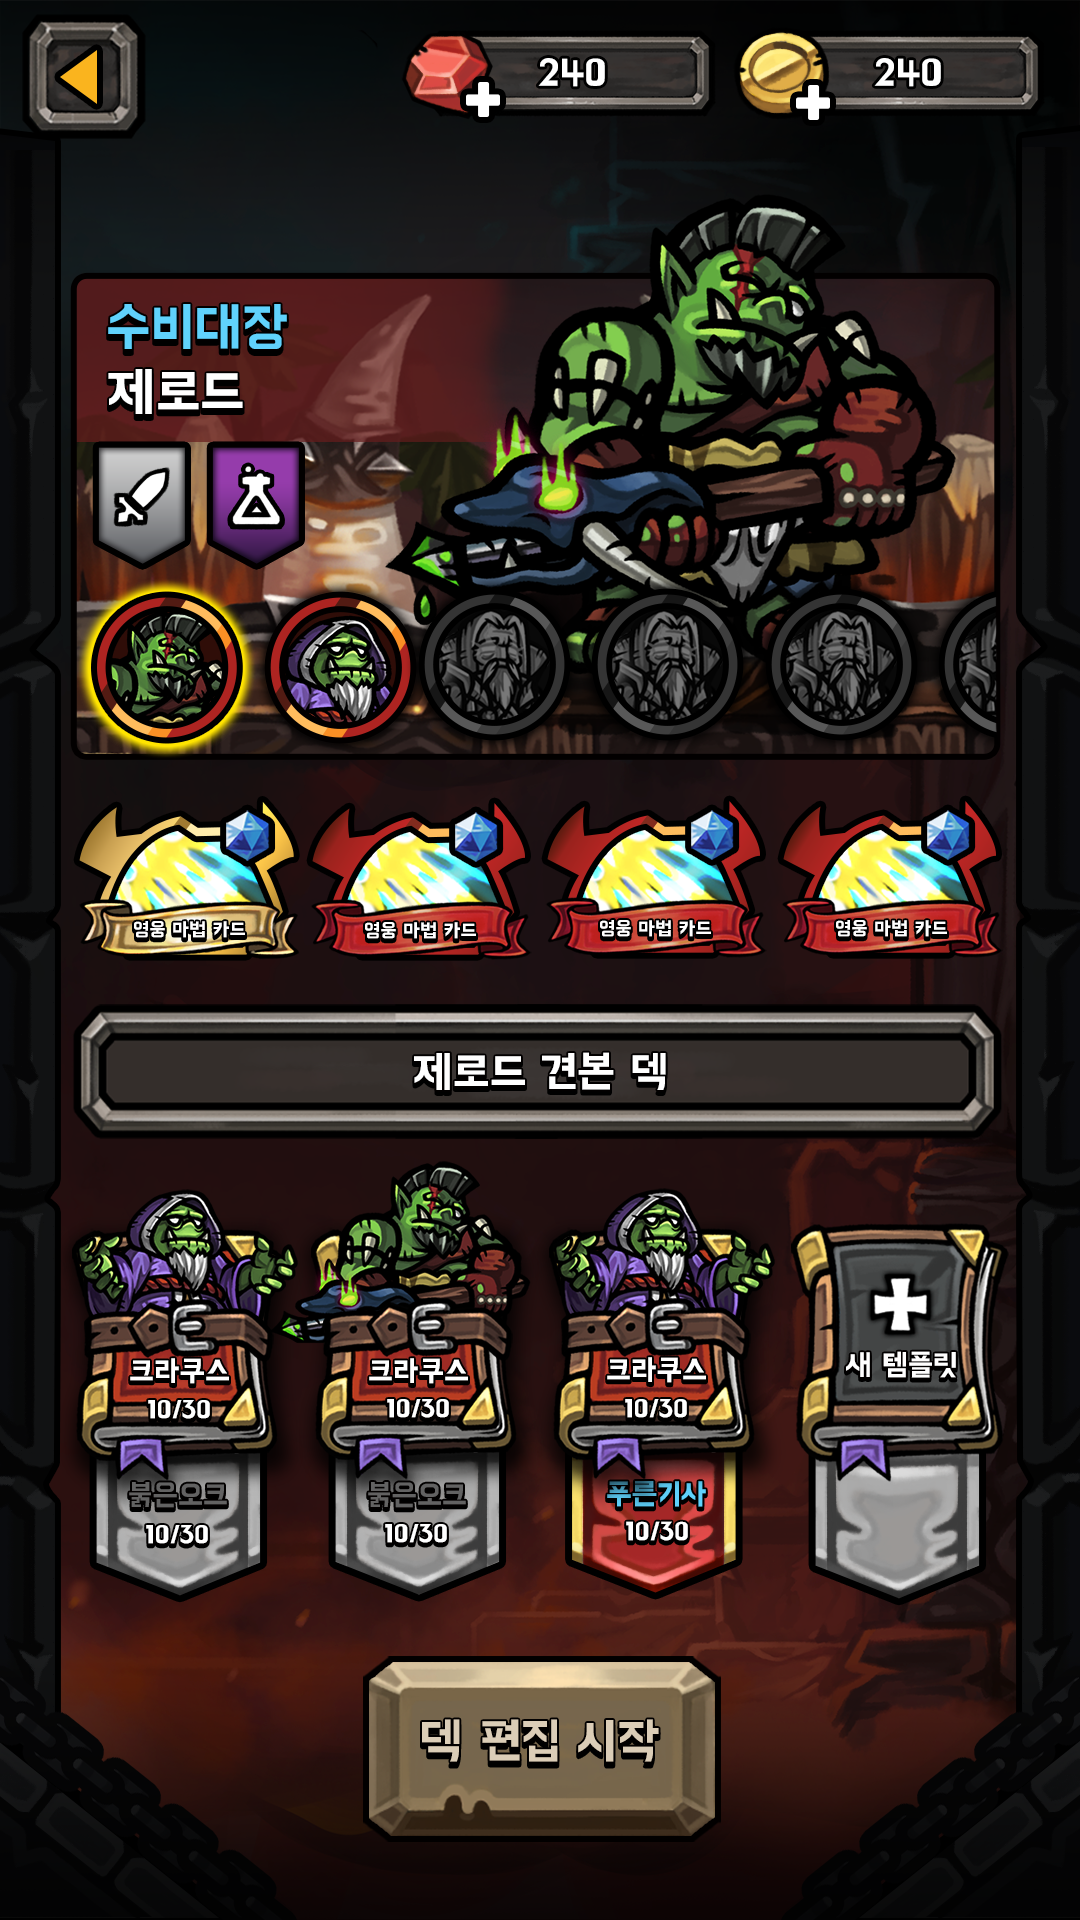 240 240
수비대장
제로드
영웅 마법 카드 영웅 마법 카드 영웅 마법 카드 영웅 마법 카드
제로드 견본 덱
크라쿠스 크라쿠스 크라쿠스 새 템플릿
10/30 10/30 10/30
붉은오크 붉은오크 푸른기사
10/30 10/30 10/30
덱 편집 시작